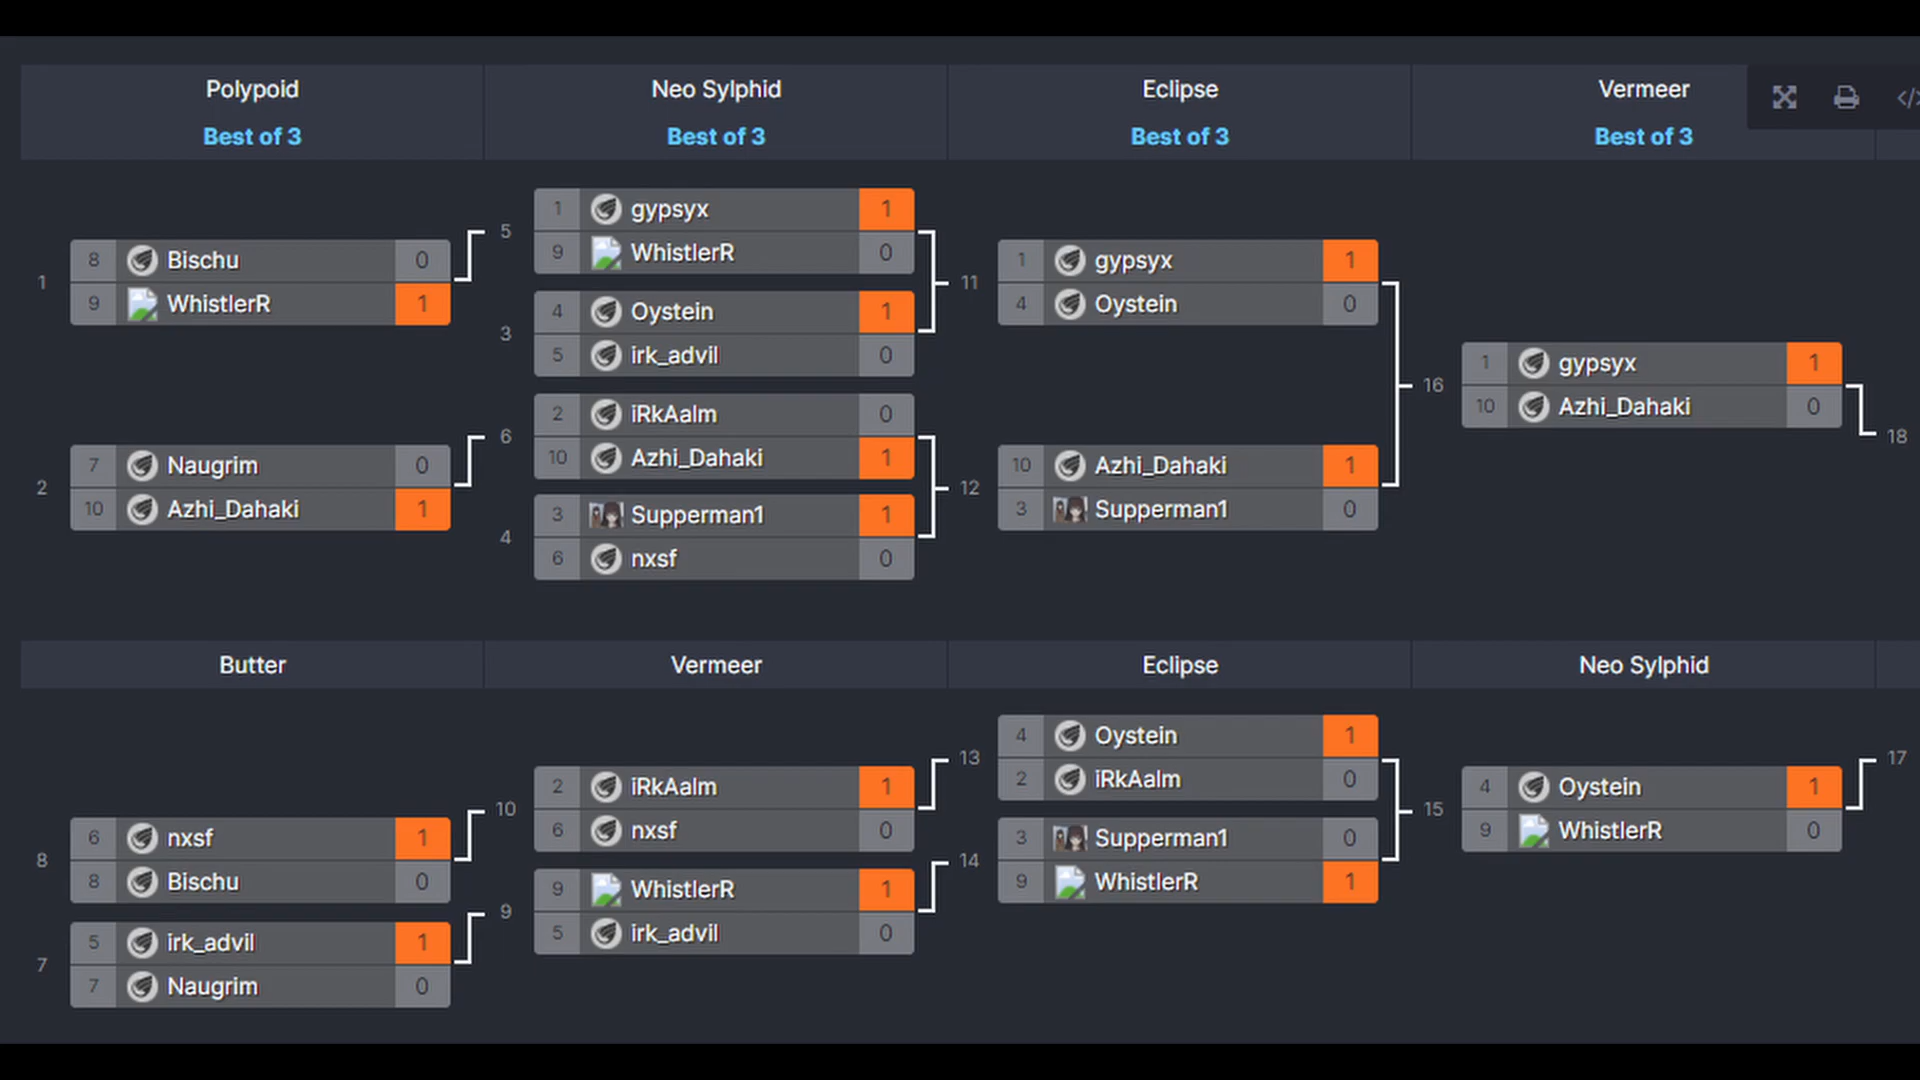 Polypoid
Best of 3
Neo Sylphid
Best of 3
Eclipse
Best of 3
Vermeer
Best of 3
</>
1
8 Bischu 0
9 WhistlerR 1
2
7 Naugrim 0
10 Azhi_Dahaki 1
5
1 gypsyx 1
9 WhistlerR 0
3
4 Oystein 1
5 irk_advil 0
6
2 iRkAalm 0
10 Azhi_Dahaki 1
4
3 Supperman1 1
6 nxsf 0
11
1 gypsyx 1
4 Oystein 0
12
10 Azhi_Dahaki 1
3 Supperman1 0
16
1 gypsyx 1
10 Azhi_Dahaki 0
18
Butter
Vermeer
Eclipse
Neo Sylphid
8
6 nxsf 1
8 Bischu 0
7
5 irk_advil 1
7 Naugrim 0
10
2 iRkAalm 1
6 nxsf 0
9
9 WhistlerR 1
5 irk_advil 0
13
4 Oystein 1
2 iRkAalm 0
14
3 Supperman1 0
9 WhistlerR 1
15
4 Oystein 1
9 WhistlerR 0
17